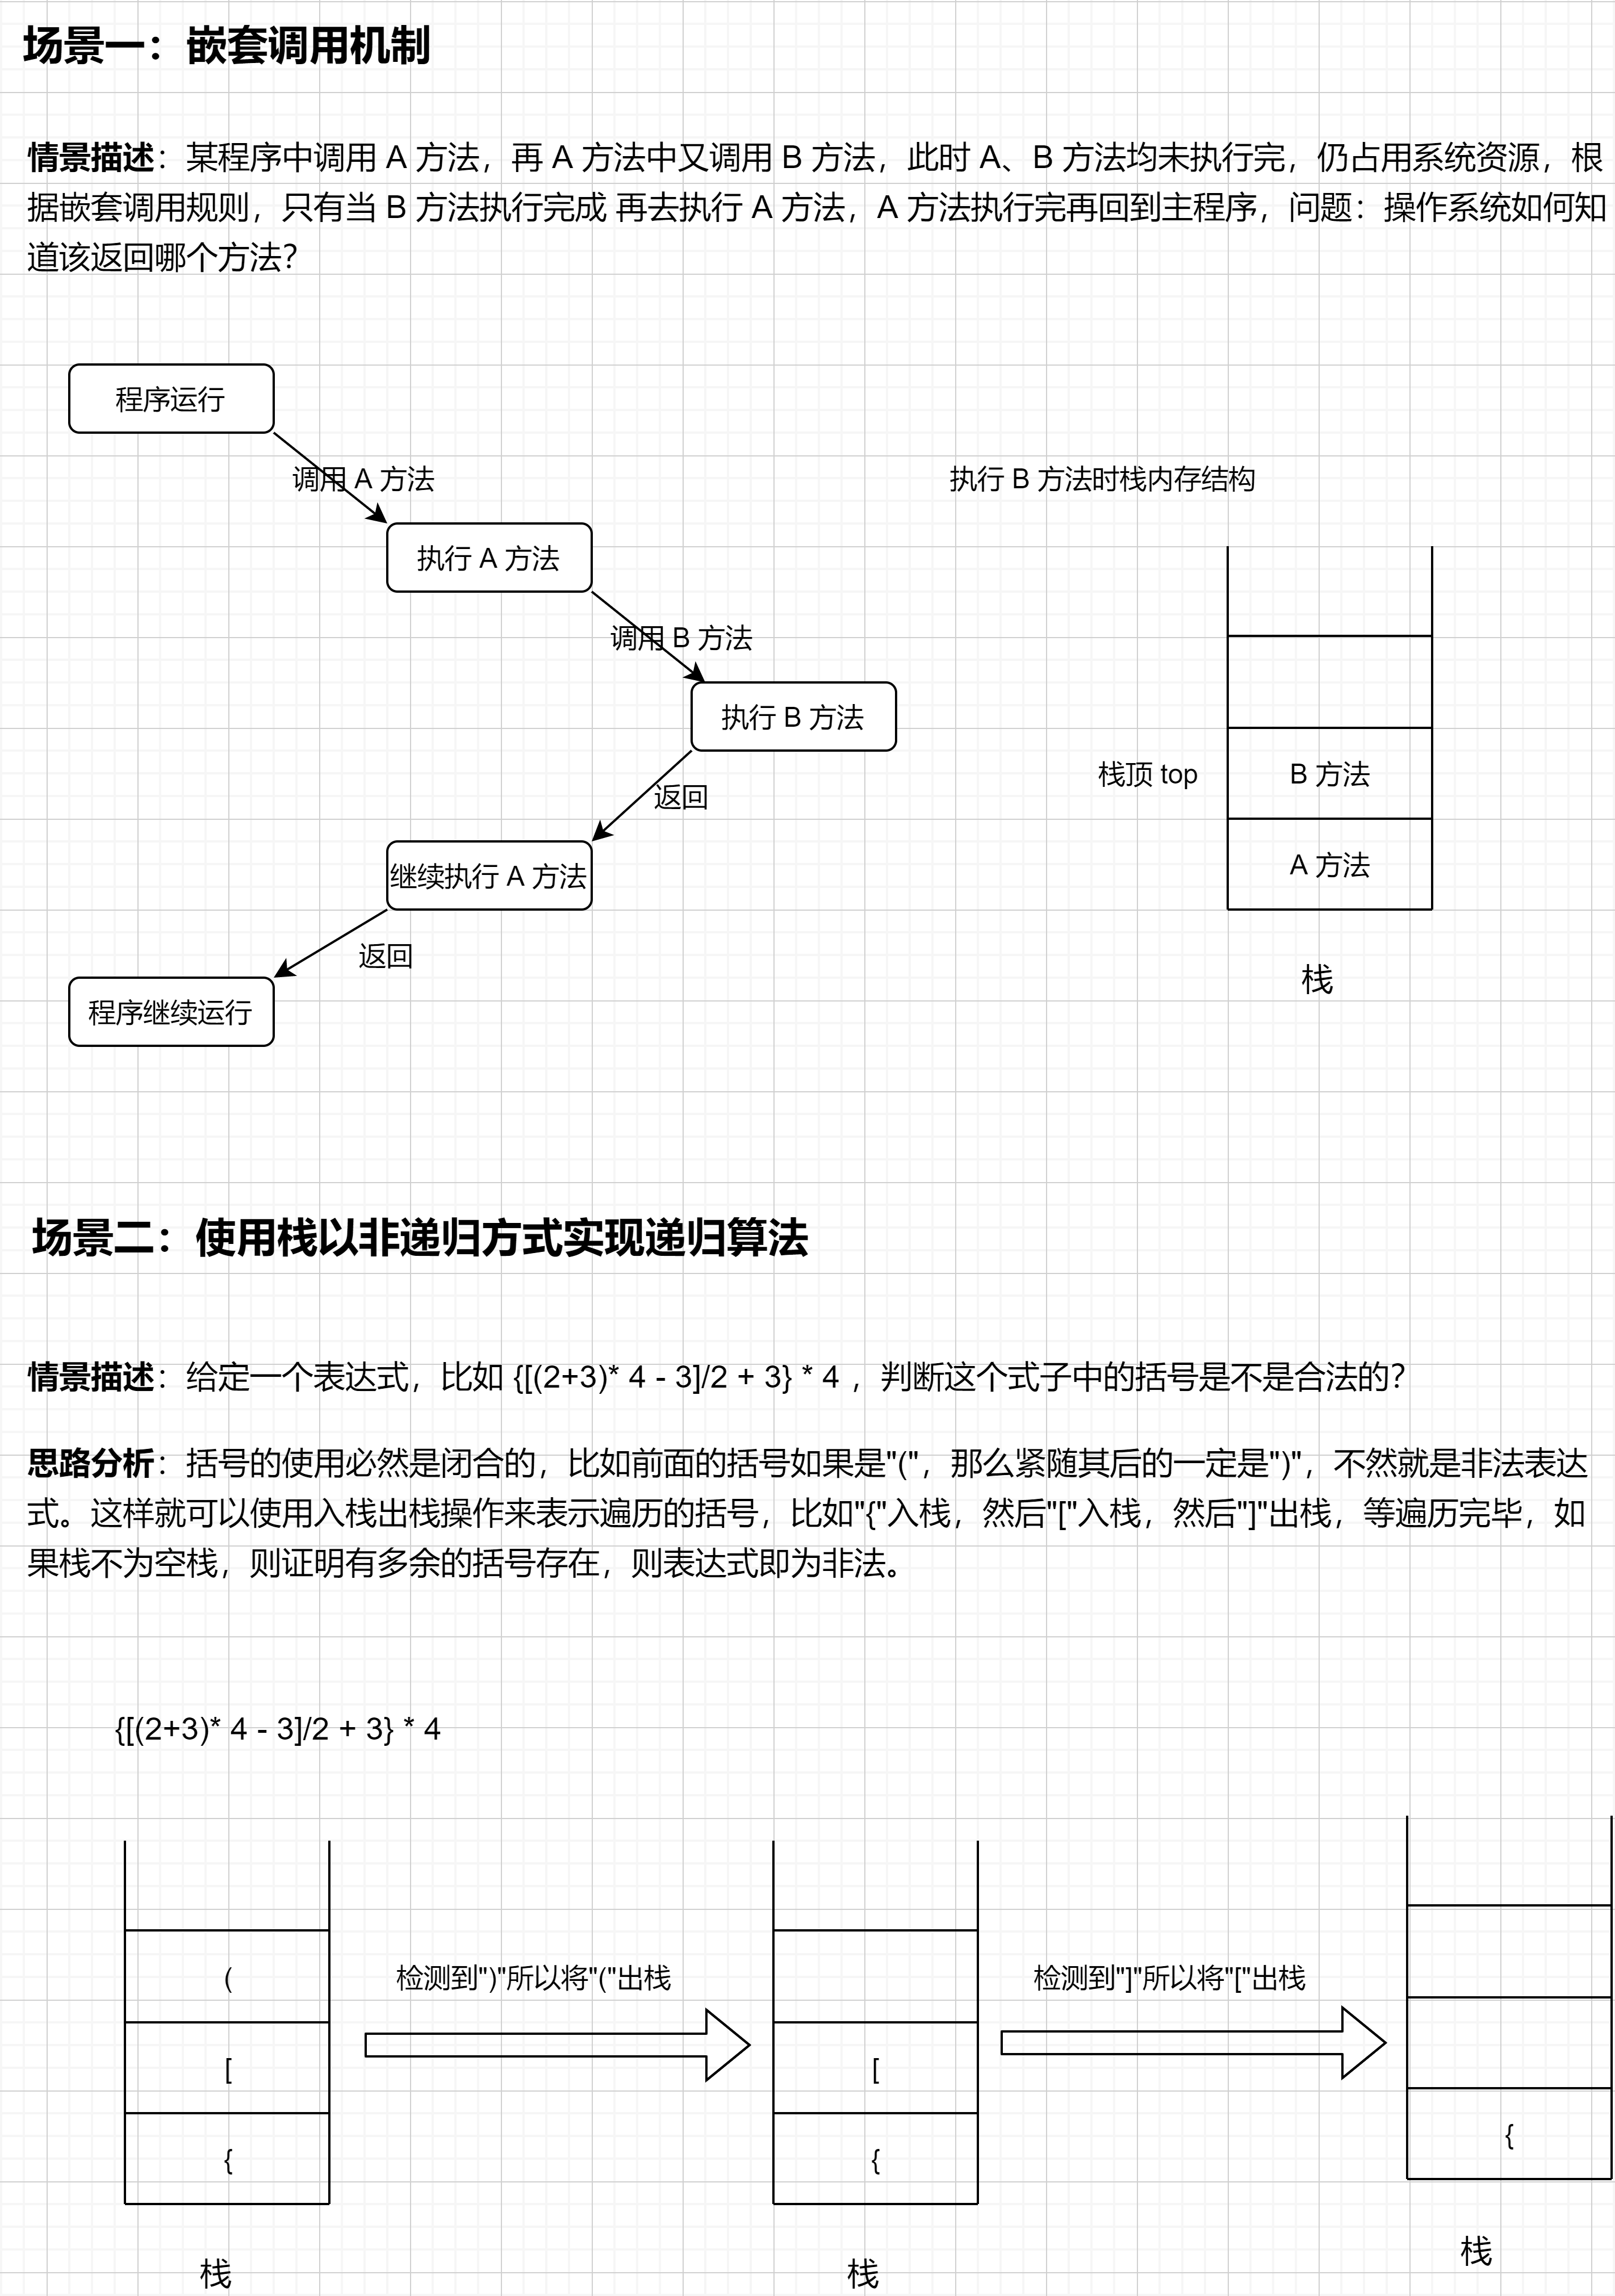 场景一：嵌套调用机制
情景描述：某程序中调用 A 方法，再 A 方法中又调用 B 方法，此时 A、B 方法均未执行完，仍占用系统资源，根
据嵌套调用规则，只有当 B 方法执行完成 再去执行 A 方法，A 方法执行完再回到主程序，问题：操作系统如何知
道该返回哪个方法？
程序运行
调用 A 方法
执行 B 方法时栈内存结构
执行 A 方法
调用 B 方法
执行 B 方法
栈顶 top
B 方法
返回
A 方法
继续执行 A 方法
返回
栈
程序继续运行
场景二：使用栈以非递归方式实现递归算法
情景描述：给定一个表达式，比如 {[(2+3)* 4 - 3]/2 + 3} * 4 ，判断这个式子中的括号是不是合法的？
思路分析：括号的使用必然是闭合的，比如前面的括号如果是"("，那么紧随其后的一定是")"，不然就是非法表达
式。这样就可以使用入栈出栈操作来表示遍历的括号，比如"{"入栈，然后"["入栈，然后"]"出栈，等遍历完毕，如
果栈不为空栈，则证明有多余的括号存在，则表达式即为非法。
{[(2+3)* 4 - 3]/2 + 3} * 4
(
检测到")"所以将"("出栈
检测到"]"所以将"["出栈
[
[
{
{
{
栈
栈
栈